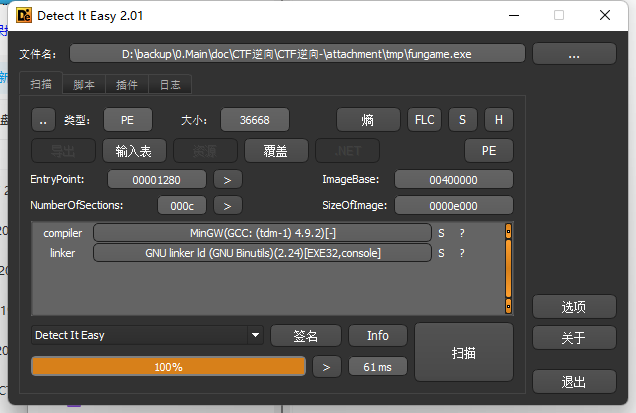 Detect It Easy 2.01
文件名: D:\backup\0.Main\doc\CTF逆向\CTF逆向-\attachment\tmp\fungame.exe ...
扫描 脚本 插件 日志
.. 类型: PE 大小: 36668 熵 FLC S H
导出 输入表 资源 覆盖 .NET PE
EntryPoint: 00001280 > ImageBase: 00400000
NumberOfSections: 000c > SizeOfImage: 0000e000
compiler MinGW(GCC: (tdm-1) 4.9.2)[-] S ?
linker GNU linker ld (GNU Binutils)(2.24)[EXE32,console] S ?
选项
Detect It Easy 签名 Info 扫描 关于
100% > 61 ms
退出